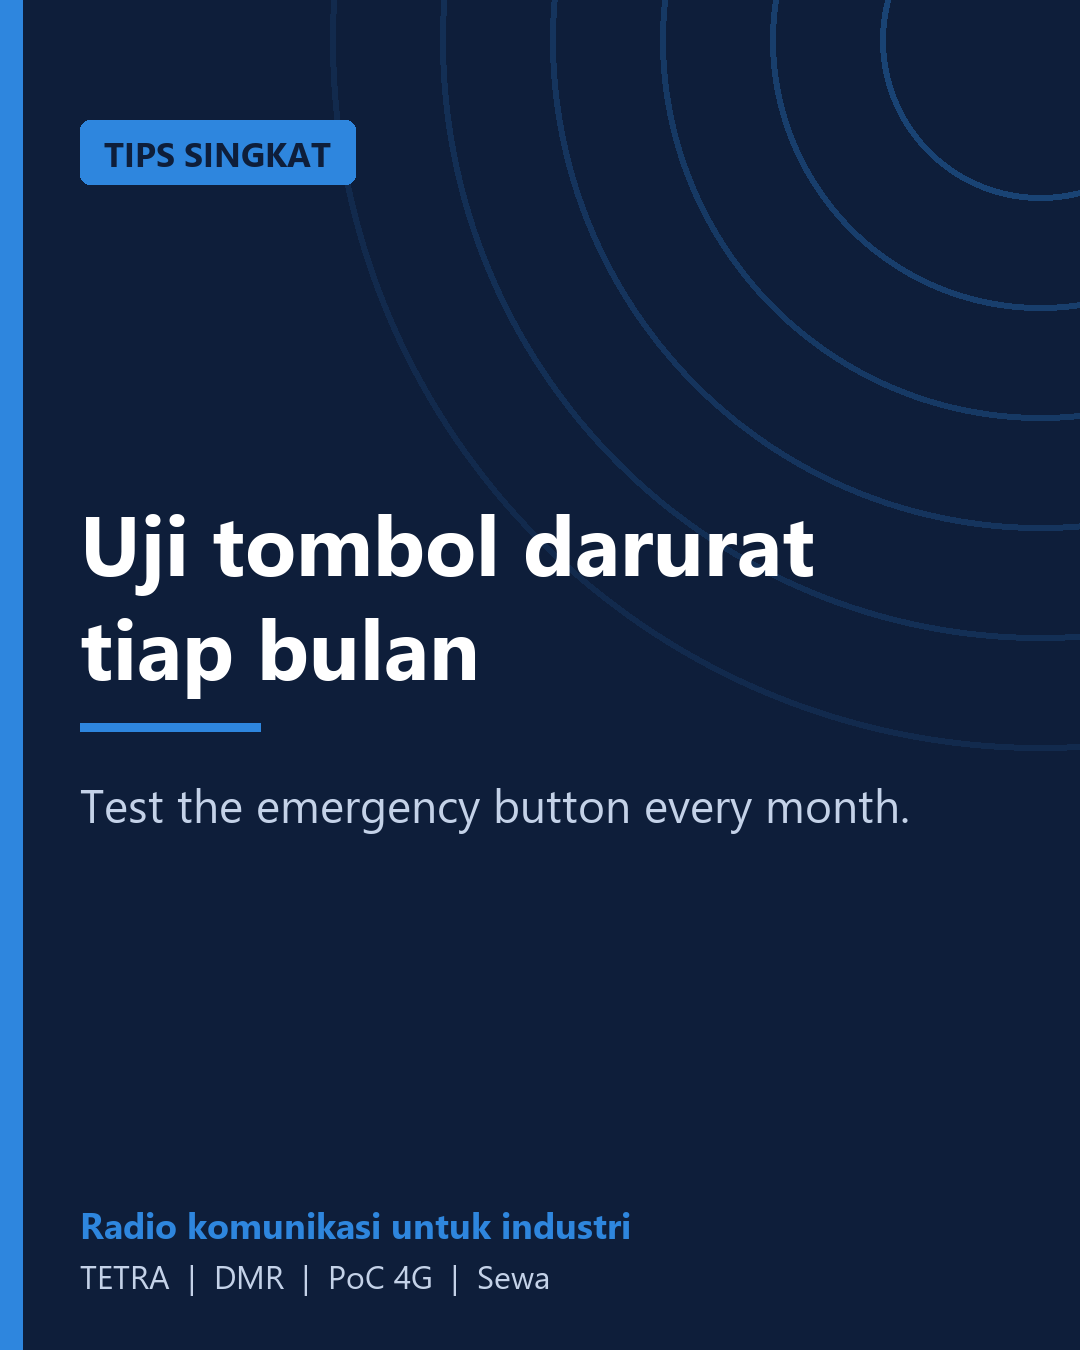 TIPS SINGKAT
Uji tombol darurat
tiap bulan
Test the emergency button every month.
Radio komunikasi untuk industri
TETRA | DMR | PoC 4G | Sewa